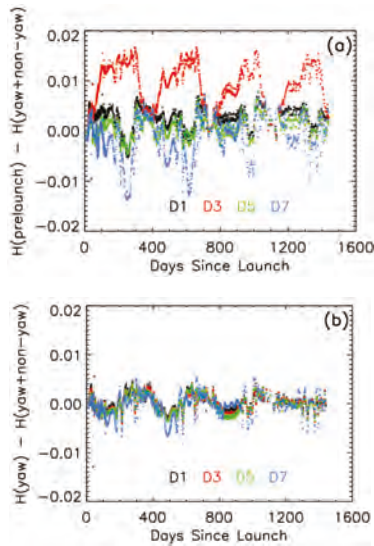 (a)
H(prelaunch) − H(yaw+non−yaw)
0.02
0.01
0.00
−0.01
−0.02
D1 D3 D5 D7
0 400 800 1200 1600
Days Since Launch
(b)
H(yaw) − H(yaw+non−yaw)
0.02
0.01
0.00
−0.01
−0.02
D1 D3 D5 D7
0 400 800 1200 1600
Days Since Launch